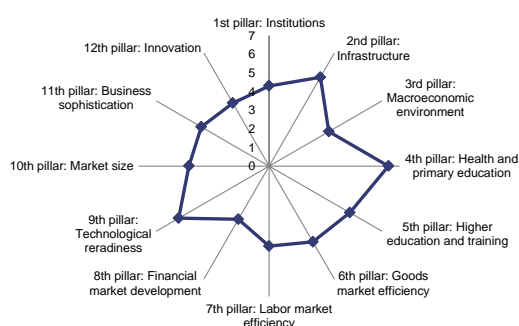 1st pillar: Institutions
2nd pillar:
Infrastructure
3rd pillar:
Macroeconomic
environment
4th pillar: Health and
primary education
5th pillar: Higher
education and training
6th pillar: Goods
market efficiency
7th pillar: Labor market
efficiency
8th pillar: Financial
market development
9th pillar:
Technological
reradiness
10th pillar: Market size
11th pillar: Business
sophistication
12th pillar: Innovation
7
6
5
4
3
2
1
0